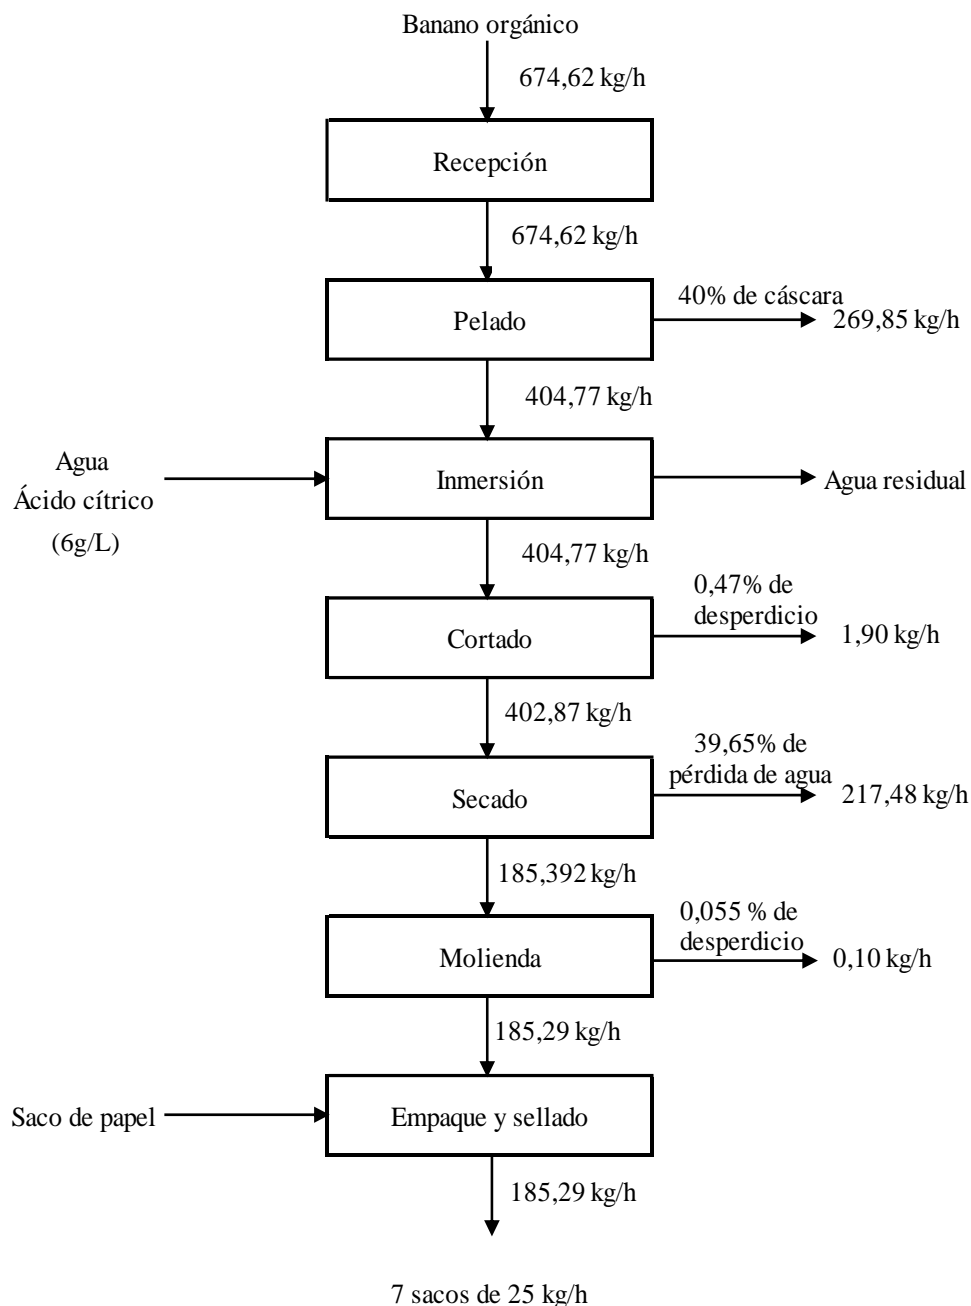 Banano orgánico
674,62 kg/h
Recepción
674,62 kg/h
40% de cáscara
Pelado
269,85 kg/h
404,77 kg/h
Agua
Ácido cítrico
(6g/L)
Inmersión
Agua residual
404,77 kg/h
0,47% de
desperdicio
Cortado
1,90 kg/h
402,87 kg/h
39,65% de
pérdida de agua
Secado
217,48 kg/h
185,392 kg/h
0,055 % de
desperdicio
Molienda
0,10 kg/h
185,29 kg/h
Saco de papel
Empaque y sellado
185,29 kg/h
7 sacos de 25 kg/h